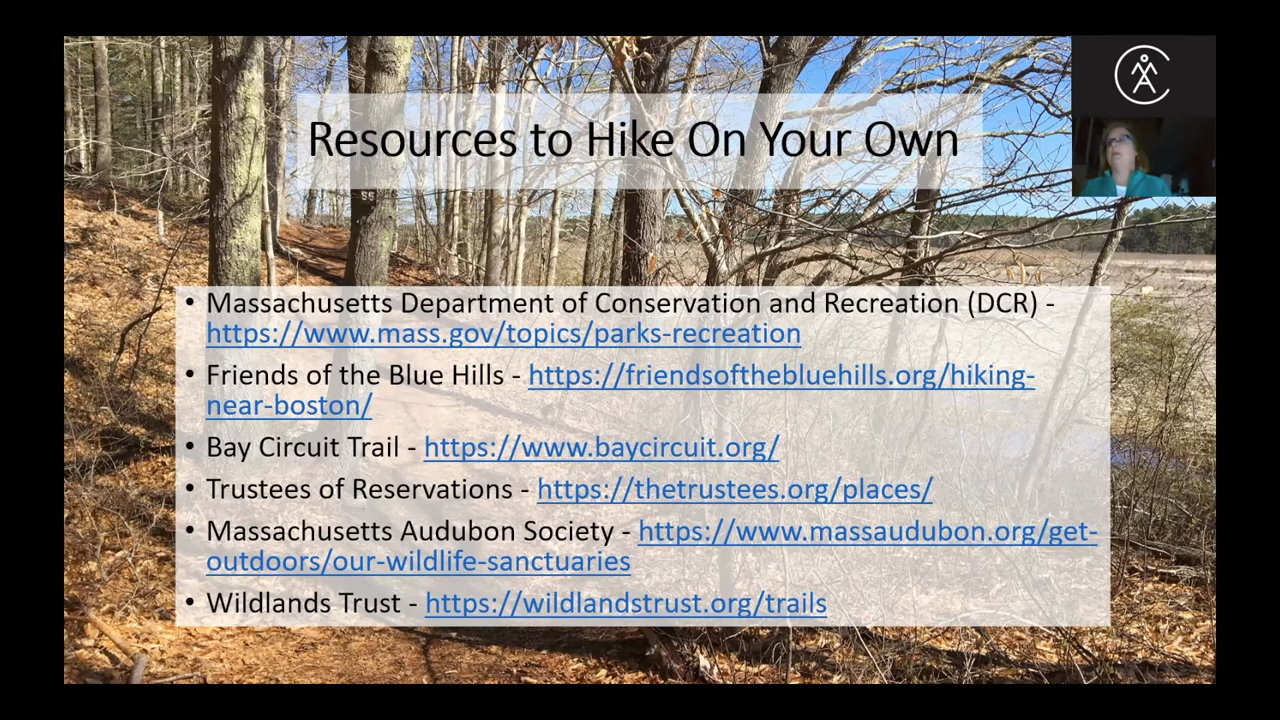 Resources to Hike On Your Own
• Massachusetts Department of Conservation and Recreation (DCR) -
https://www.mass.gov/topics/parks-recreation
• Friends of the Blue Hills - https://friendsofthebluehills.org/hiking-
near-boston/
• Bay Circuit Trail - https://www.baycircuit.org/
• Trustees of Reservations - https://thetrustees.org/places/
• Massachusetts Audubon Society - https://www.massaudubon.org/get-
outdoors/our-wildlife-sanctuaries
• Wildlands Trust - https://wildlandstrust.org/trails